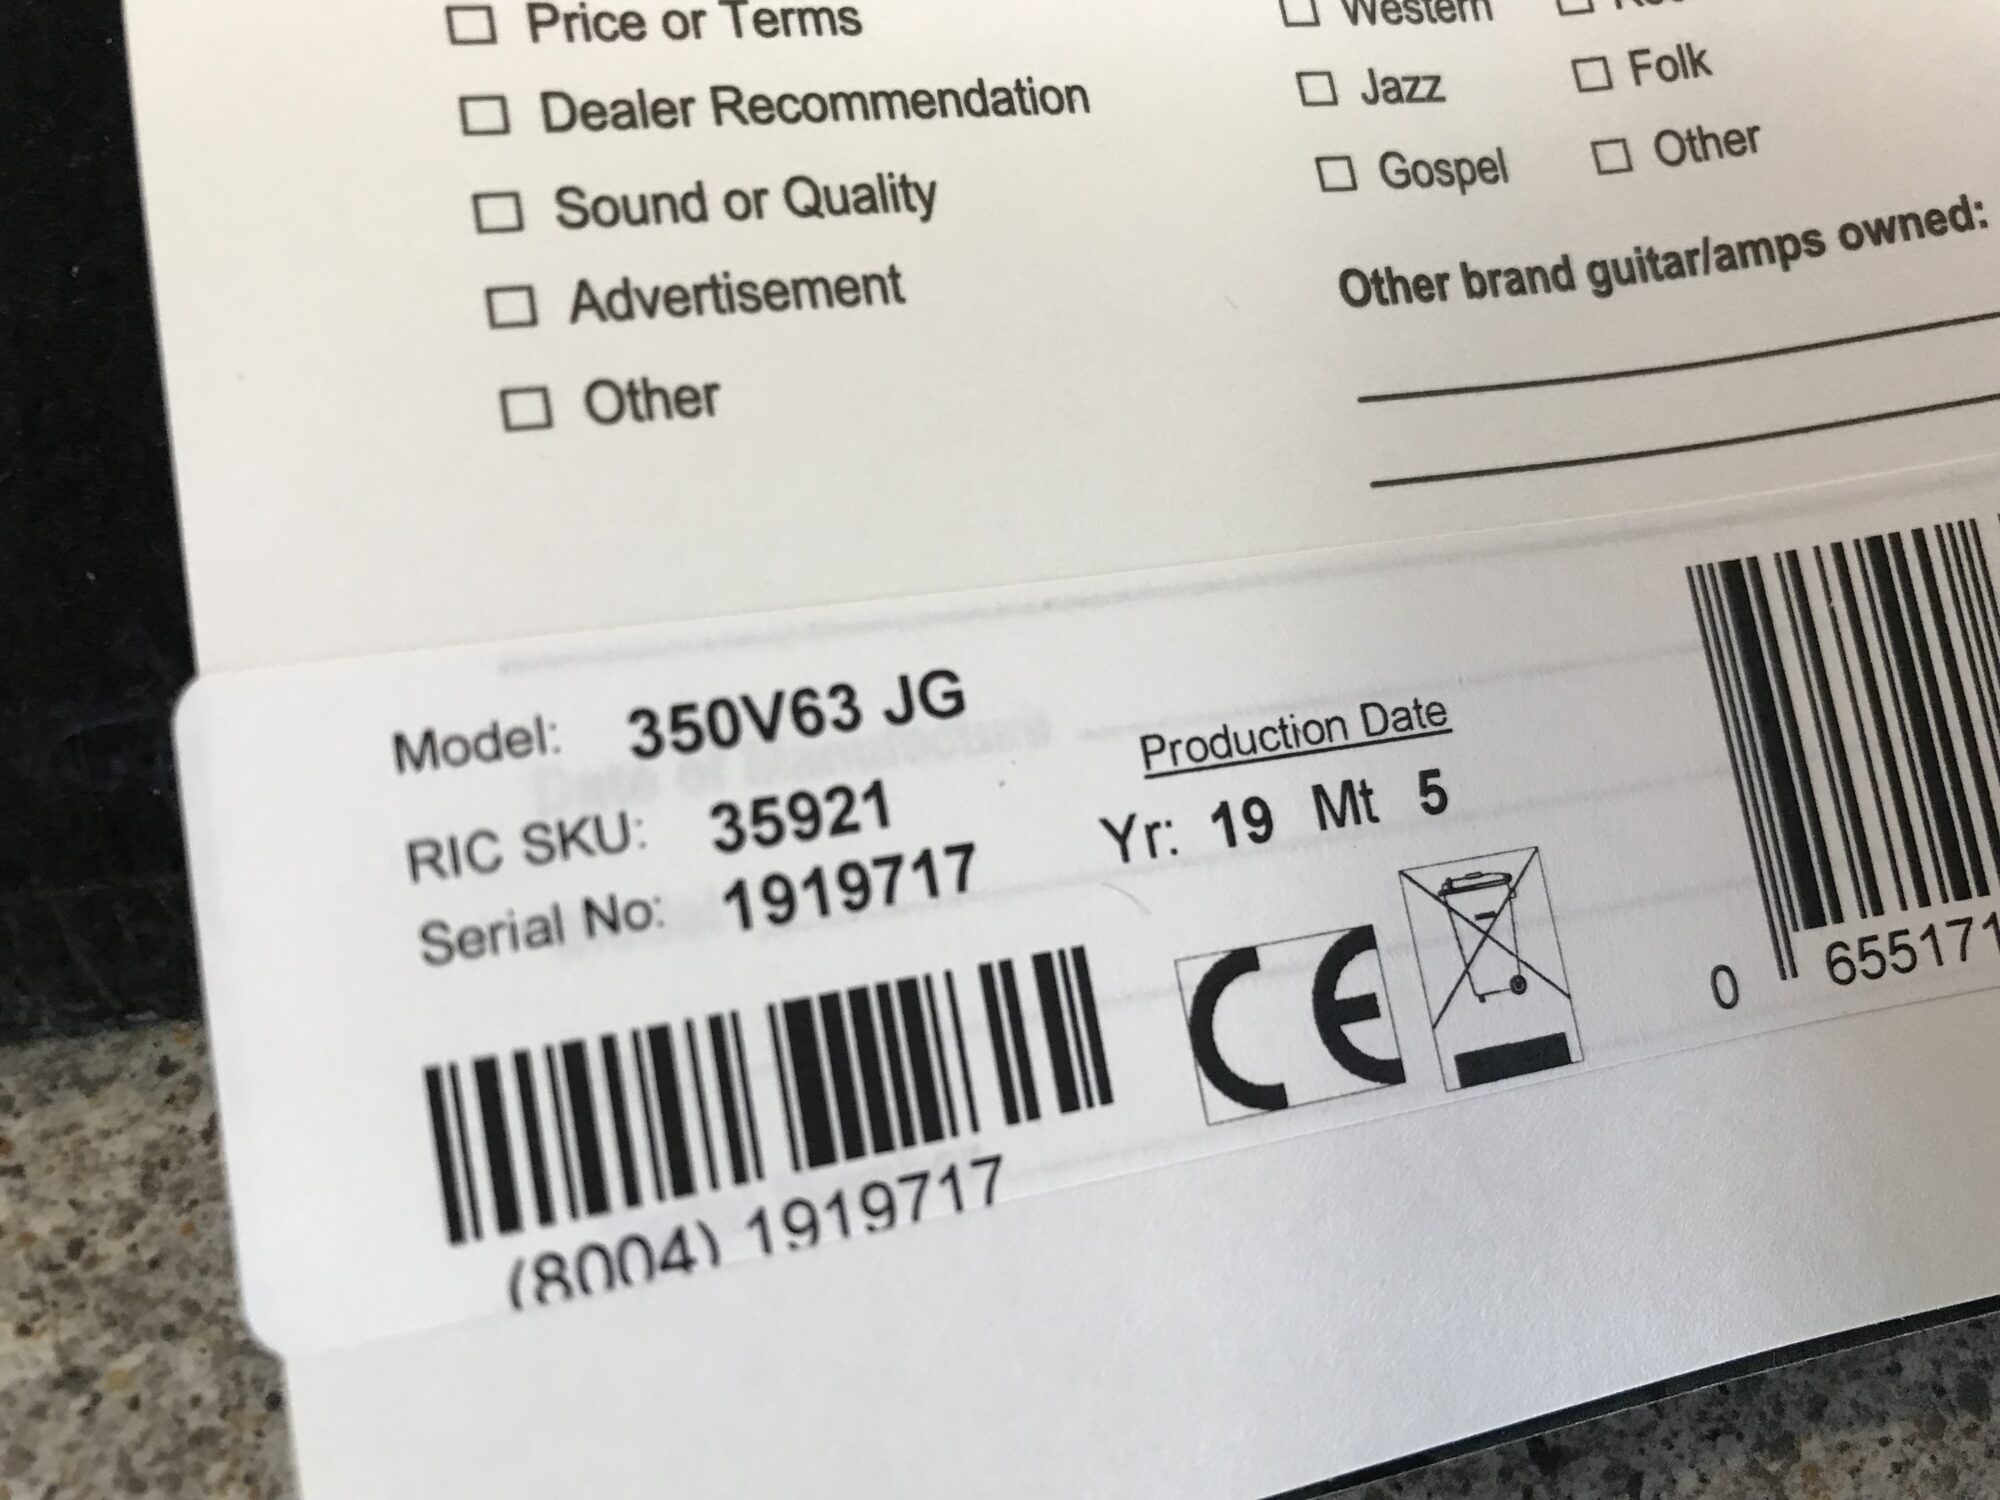 Price or Terms
Dealer Recommendation
Sound or Quality
Advertisement
Other
Western
Jazz
Folk
Gospel
Other
Other brand guitar/amps owned:
Model: 350V63 JG
RIC SKU: 35921
Serial No: 1919717
Production Date
Yr: 19 Mt 5
CE
(8004) 1919717
0 655171